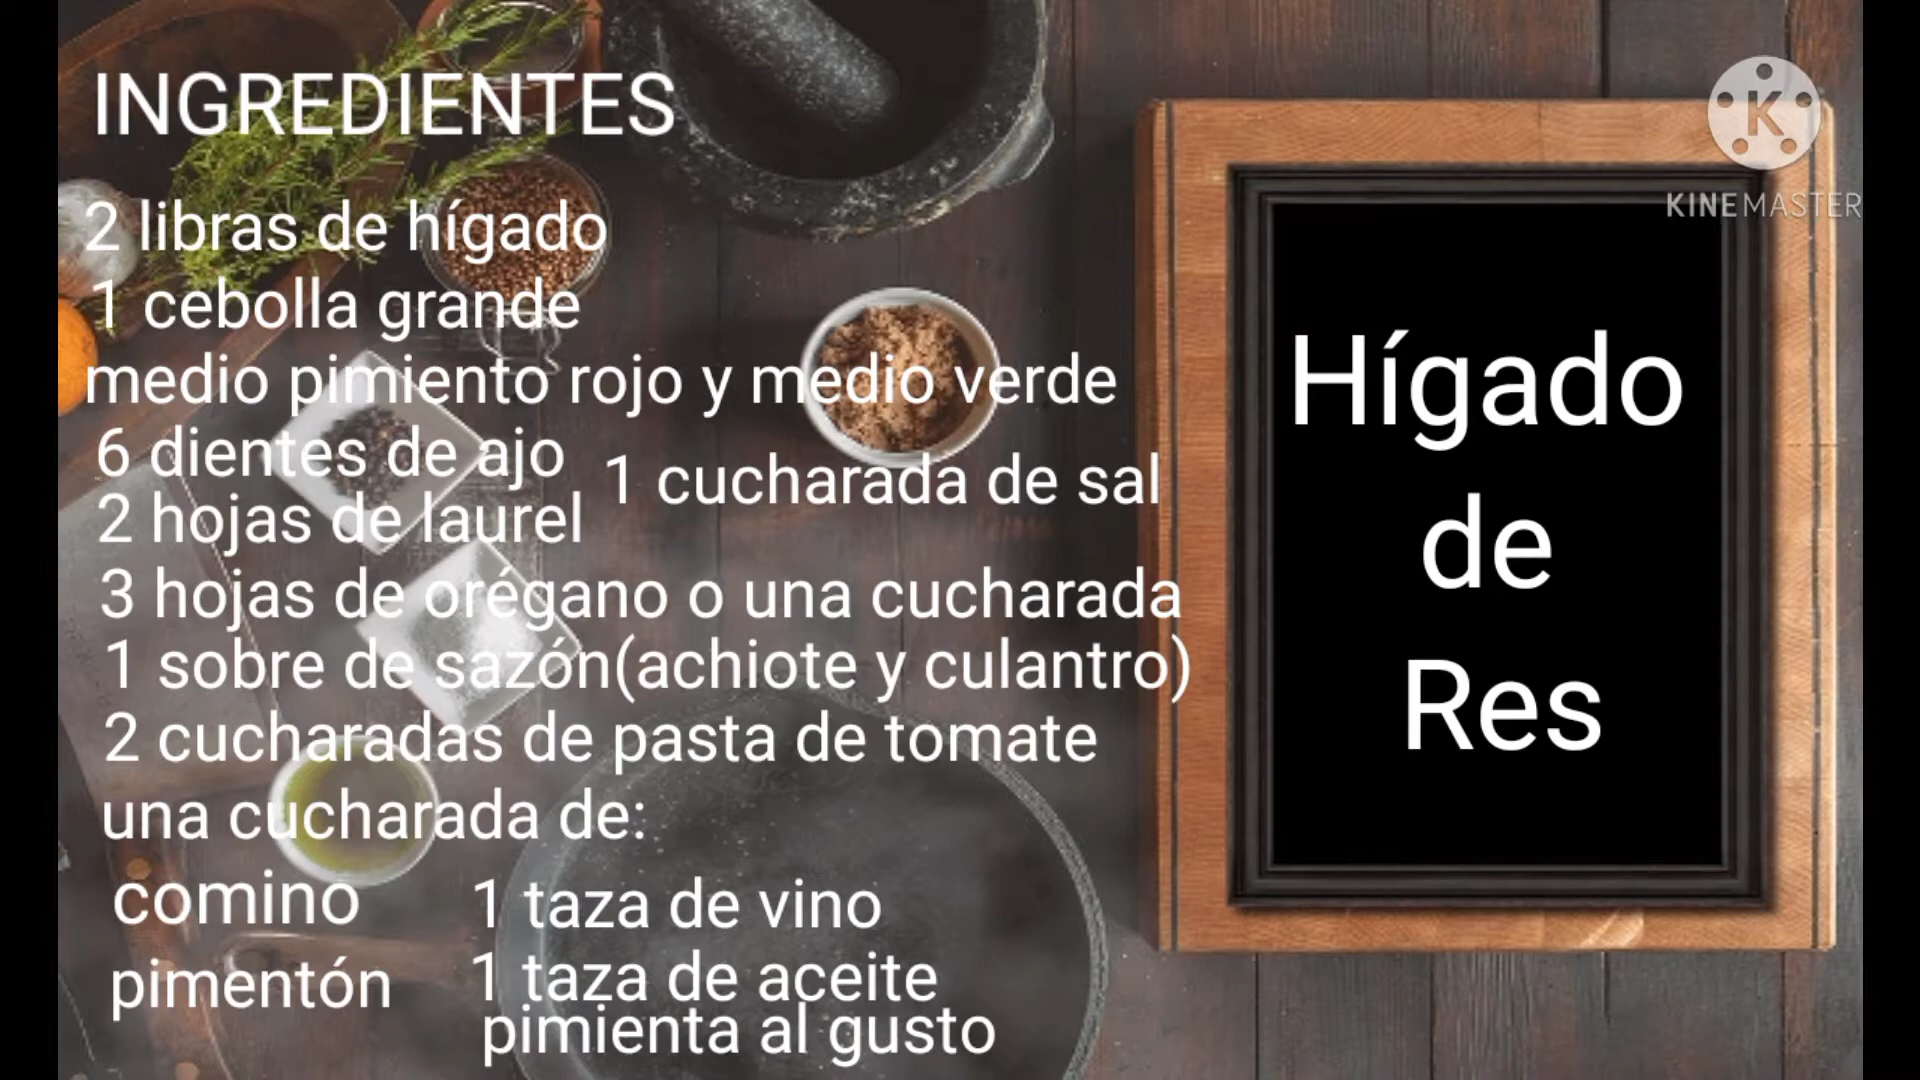 INGREDIENTES
2 libras de hígado
1 cebolla grande
medio pimiento rojo y medio verde
6 dientes de ajo
1 cucharada de sal
2 hojas de laurel
3 hojas de orégano o una cucharada
1 sobre de sazón(achiote y culantro)
2 cucharadas de pasta de tomate
una cucharada de:
comino
pimentón
1 taza de vino
1 taza de aceite
pimienta al gusto
Hígado
de
Res
K
KINEMASTER